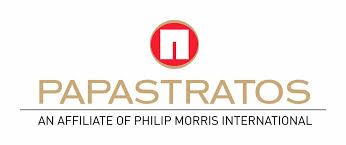 PAPASTRATOS
AN AFFILIATE OF PHILIP MORRIS INTERNATIONAL